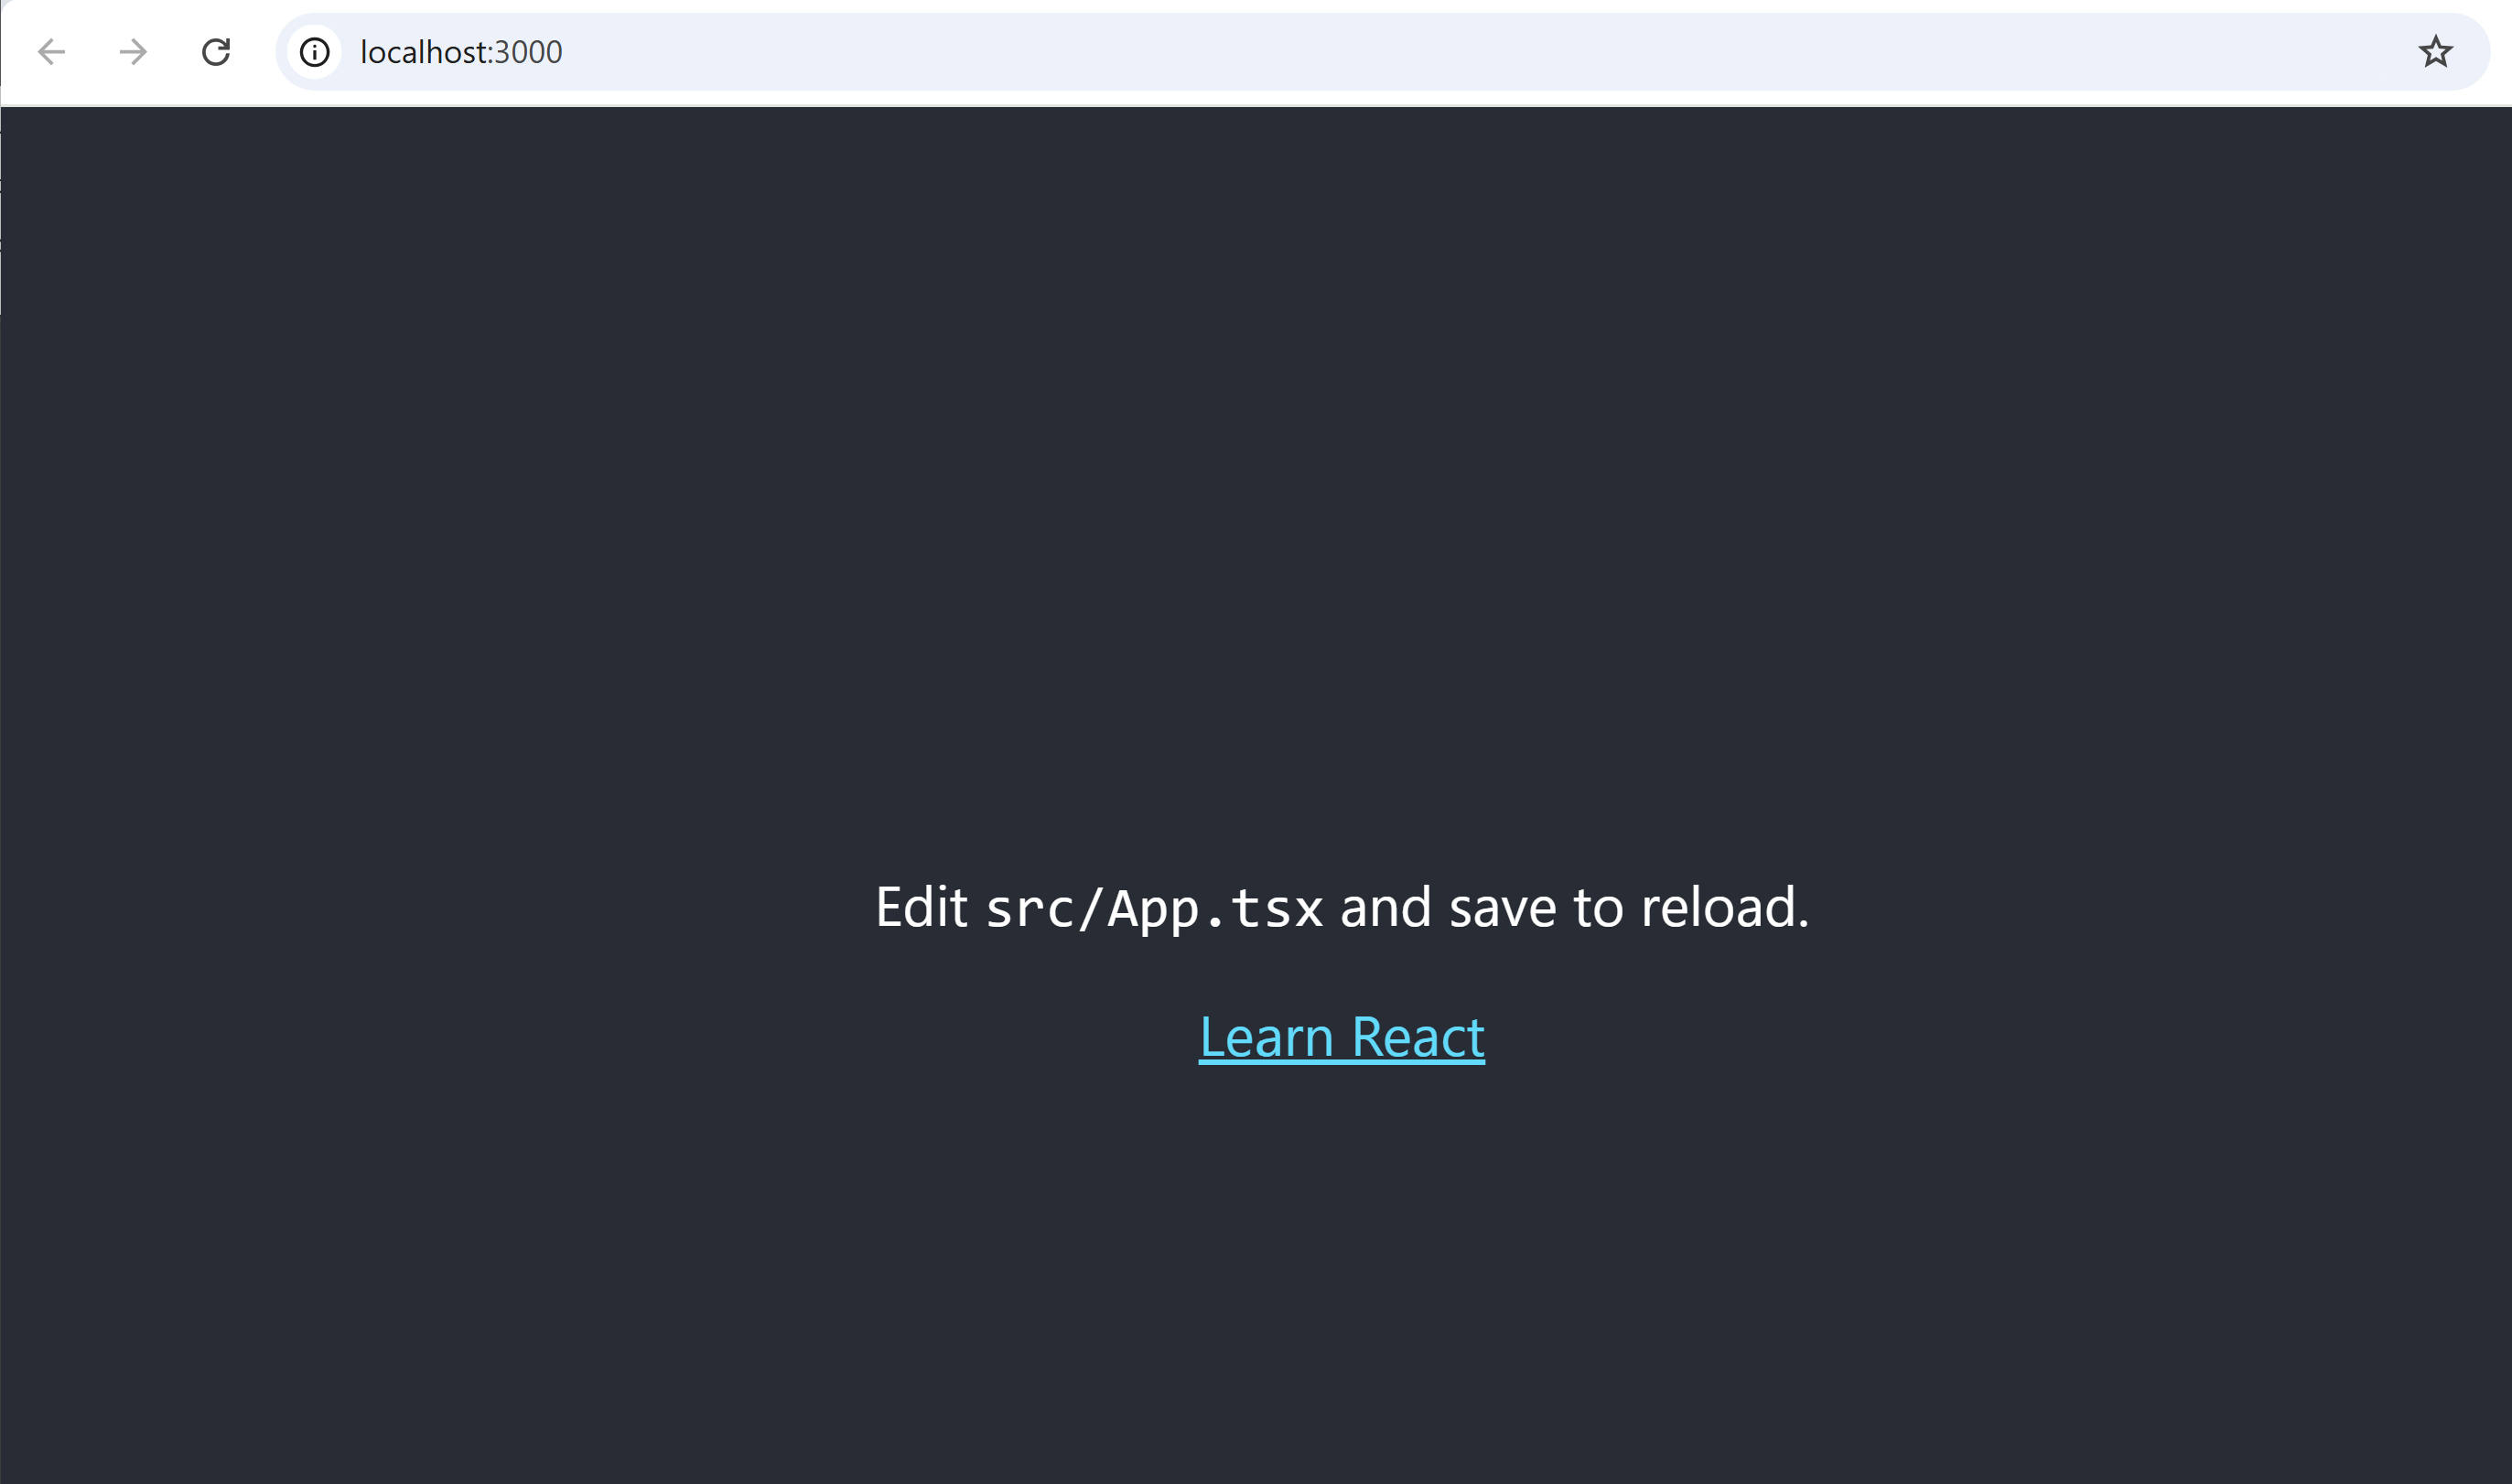 localhost:3000
Edit src/App.tsx and save to reload.
Learn React